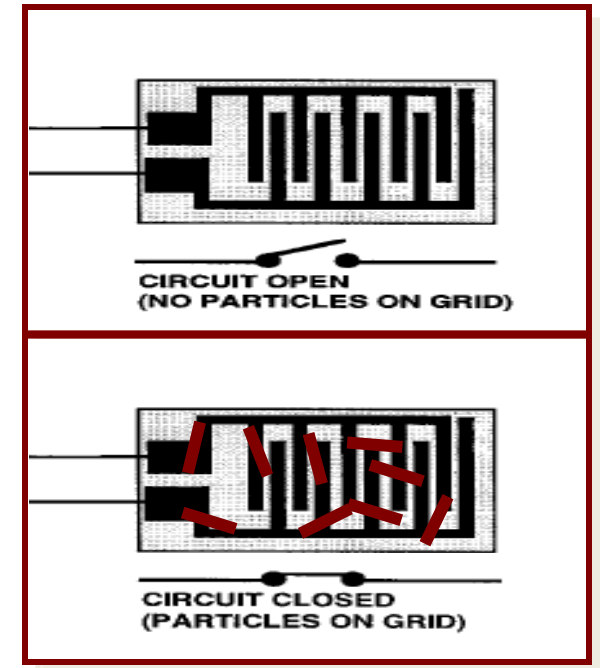 CIRCUIT OPEN
(NO PARTICLES ON GRID)
CIRCUIT CLOSED
(PARTICLES ON GRID)